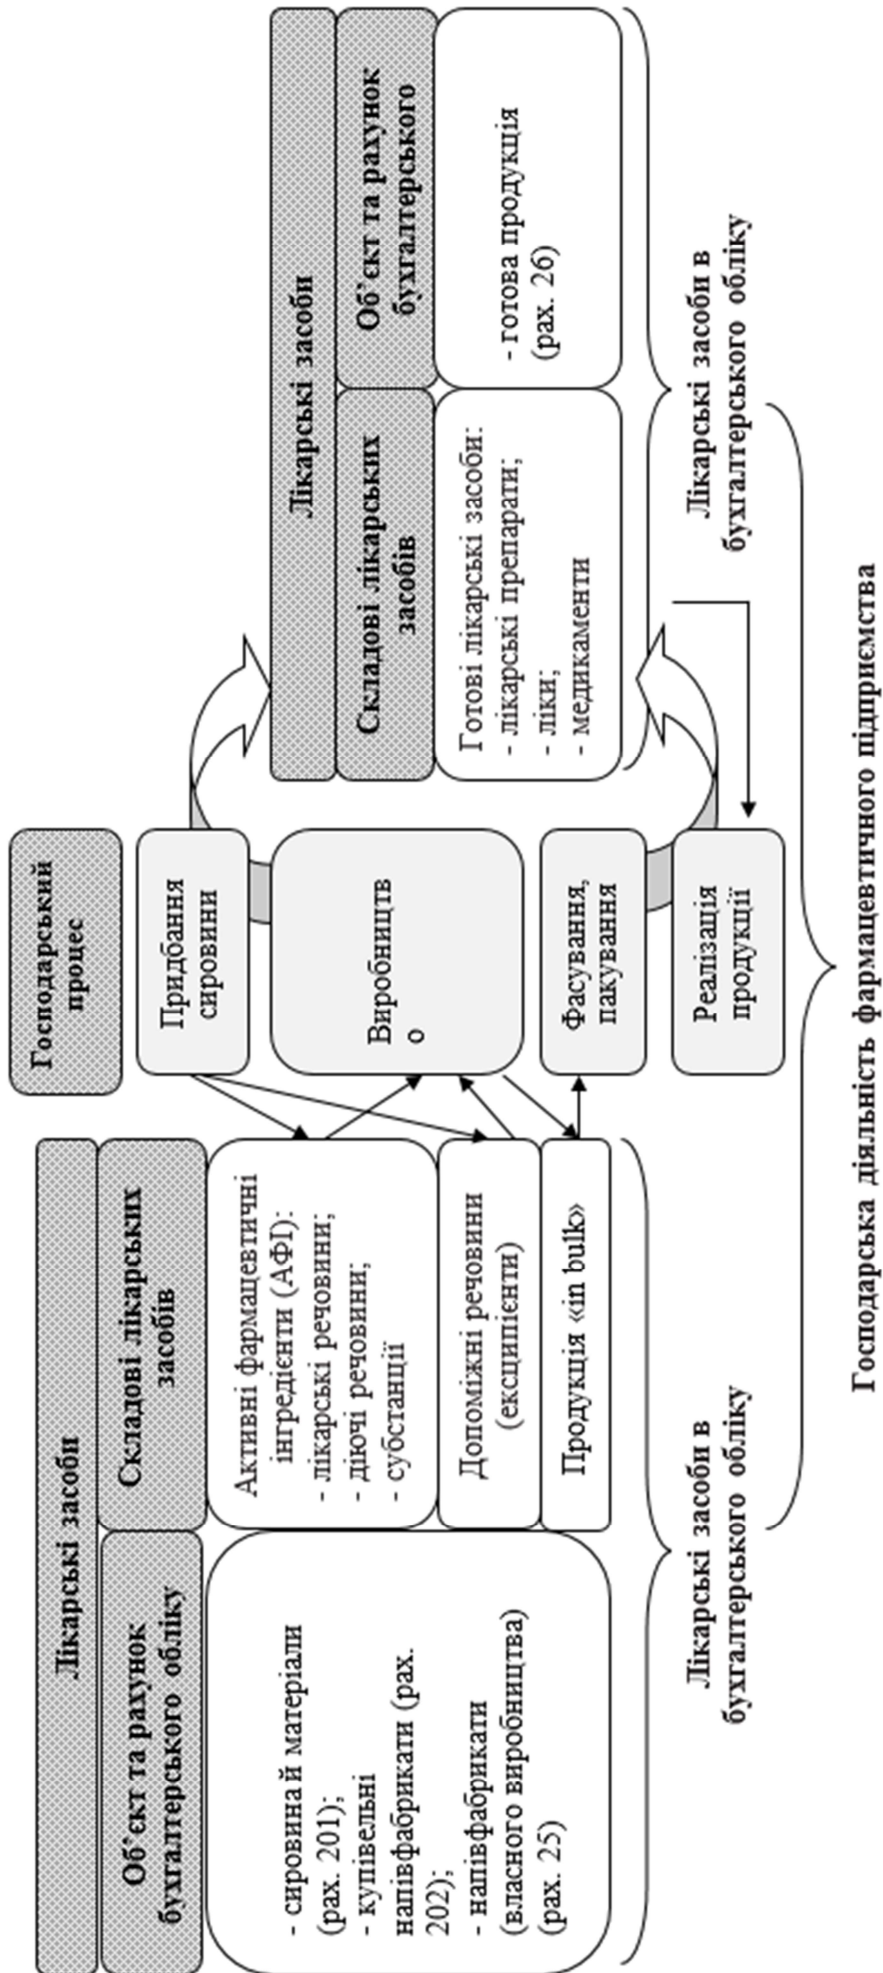 Лікарські засоби
Об’єкт та рахунок
бухгалтерського обліку
Складові лікарських
засобів
- сировина й матеріали
(рах. 201);
- купівельні
напівфабрикати (рах.
202);
- напівфабрикати
(власного виробництва)
(рах. 25)
Активні фармацевтичні
інгредієнти (АФІ):
- лікарські речовини;
- діючі речовини;
- субстанції
Допоміжні речовини
(ексципієнти)
Продукція «in bulk»
Лікарські засоби в
бухгалтерського обліку
Господарський
процес
Придбання
сировини
Виробництв
о
Фасування,
пакування
Реалізація
продукції
Лікарські засоби
Складові лікарських
засобів
Об’єкт та рахунок
бухгалтерського
Готові лікарські засоби:
- лікарські препарати;
- ліки;
- медикаменти
- готова продукція
(рах. 26)
Лікарські засоби в
бухгалтерського обліку
Господарська діяльність фармацевтичного підприємства